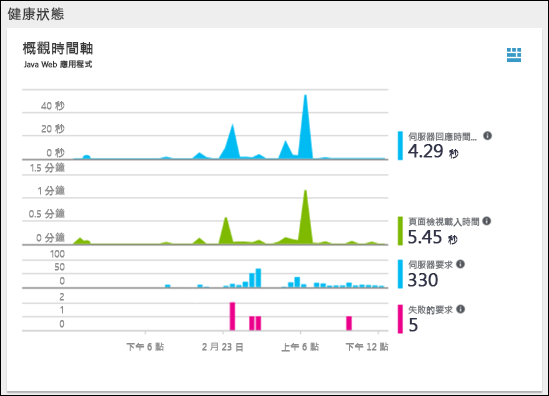 健康狀態
概觀時間軸
Java Web 應用程式
40 秒
20 秒
0 秒
伺服器回應時間...
4.29 秒
1.5 分鐘
1 分鐘
0.5 分鐘
0 分鐘
頁面檢視載入時間
5.45 秒
100
50
0
伺服器要求
330
2
1
0
失敗的要求
5
下午 6 點
2 月 23 日
上午 6 點
下午 12 點